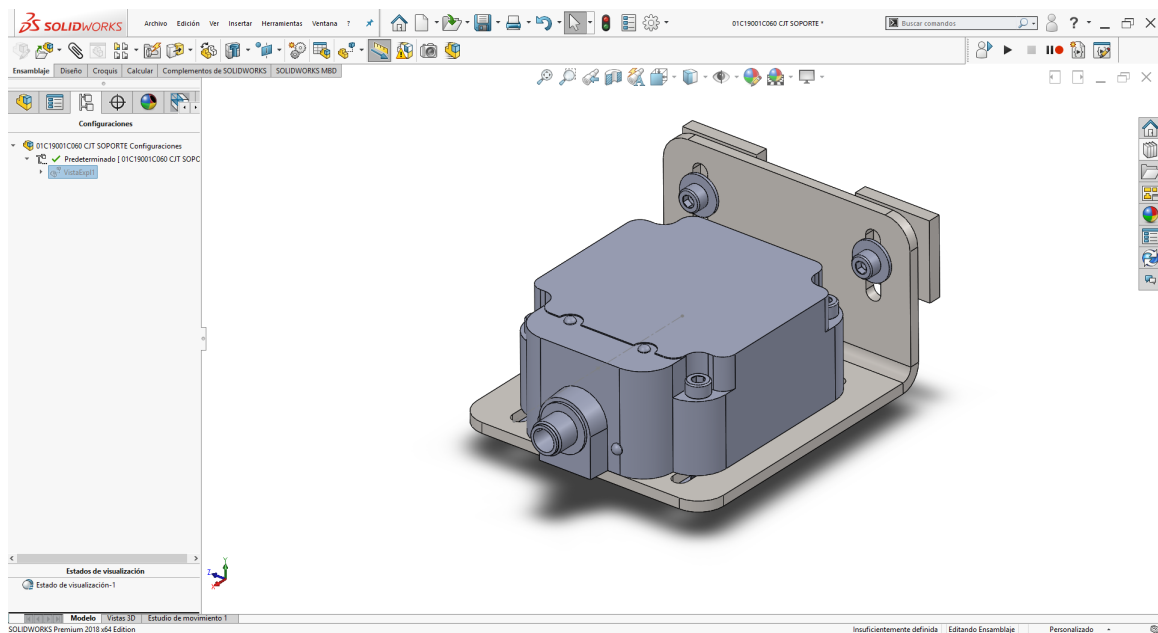 SOLIDWORKS
Archivo Edición Ver Insertar Herramientas Ventana ?
01C19001C060 CJT SOPORTE *
Buscar comandos
?
Ensamblaje Diseño Croquis Calcular Complementos de SOLIDWORKS SOLIDWORKS MBD
Configuraciones
01C19001C060 CJT SOPORTE Configuraciones
Predeterminado [ 01C19001C060 CJT SOPC
VistaExpl1
Estados de visualización
Estado de visualización-1
Y
Z
X
Modelo Vistas 3D Estudio de movimiento 1
SOLIDWORKS Premium 2018 x64 Edition
Insuficientemente definida Editando Ensamblaje Personalizado